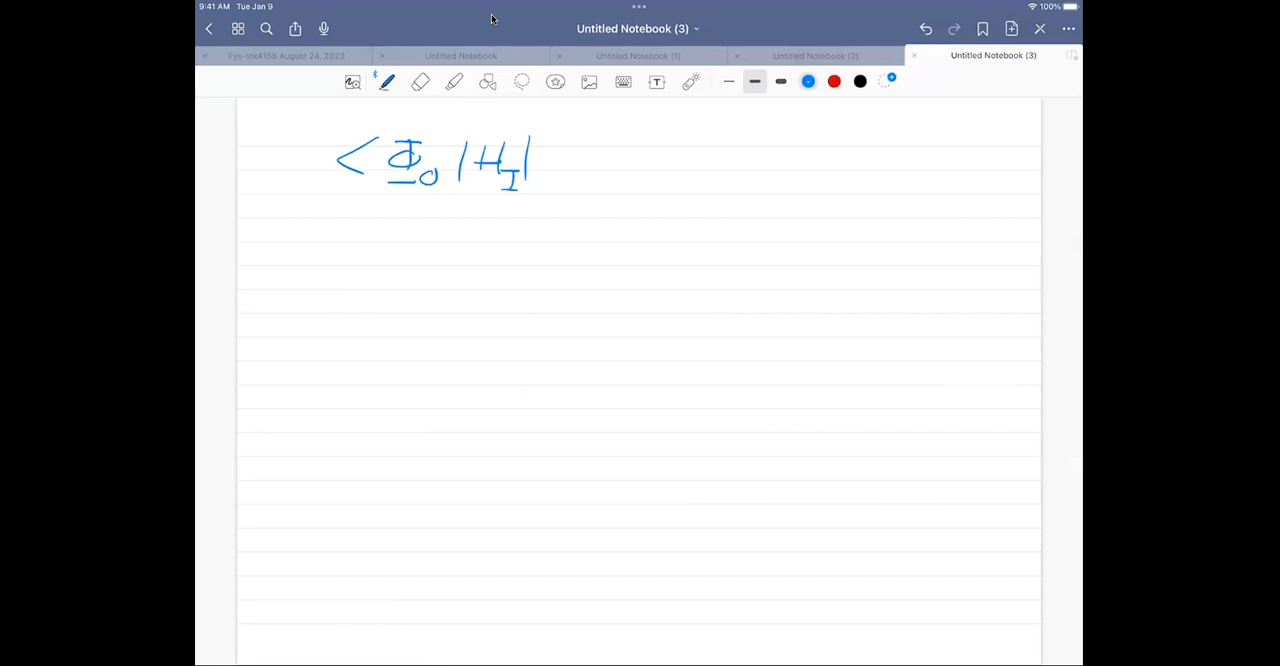 9:41 AM Tue Jan 9
100%
Untitled Notebook (3)
Fys-stk4155 August 24, 2023
Untitled Notebook
Untitled Notebook (1)
Untitled Notebook (2)
Untitled Notebook (3)
T
< Φ₀ | H_I |